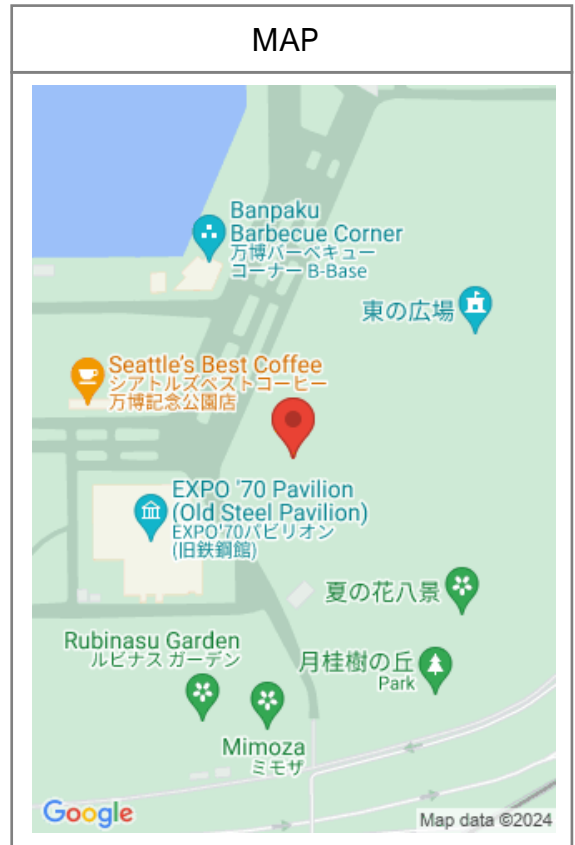 MAP
Banpaku
Barbecue Corner
万博バーベキュー
コーナー B-Base
東の広場
Seattle's Best Coffee
シアトルズベストコーヒー
万博記念公園店
EXPO '70 Pavilion
(Old Steel Pavilion)
EXPO'70パビリオン
(旧鉄鋼館)
夏の花八景
Rubinasu Garden
ルビナス ガーデン
月桂樹の丘
Park
Mimoza
ミモザ
Google
Map data ©2024